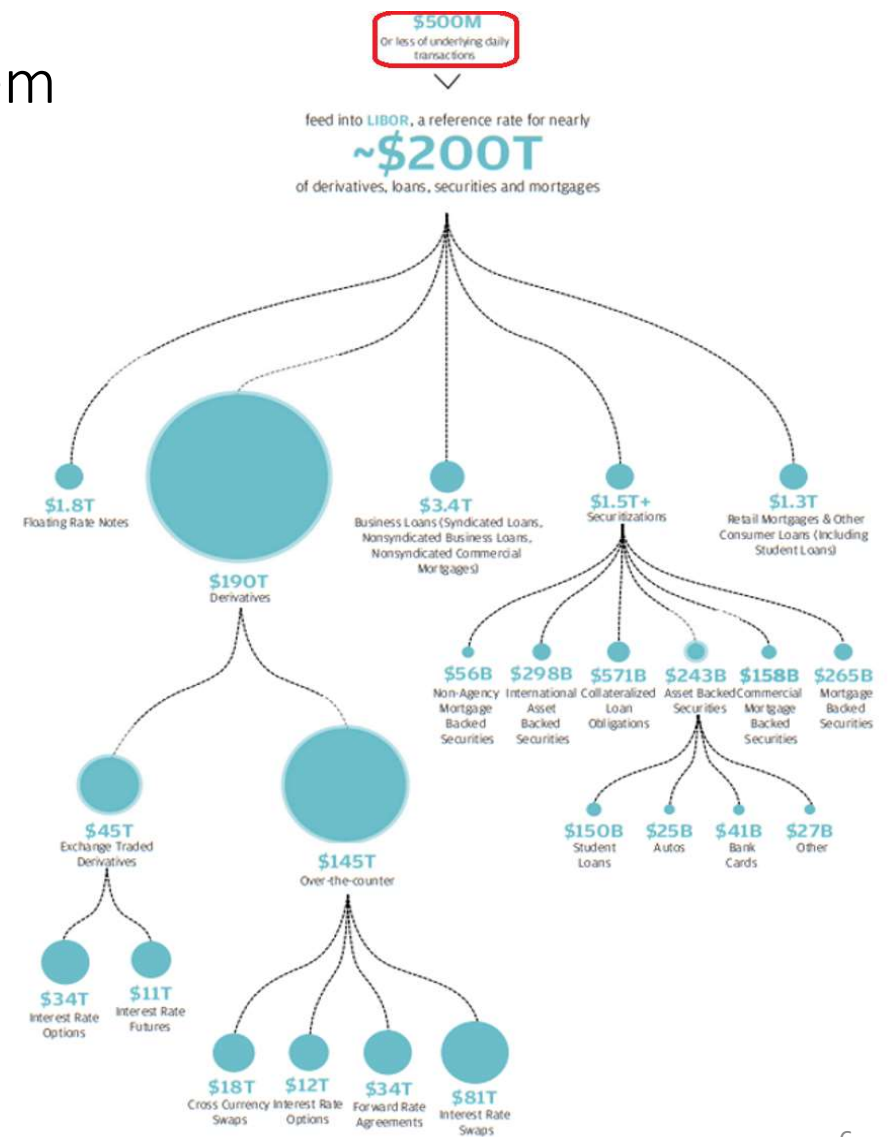 $500M
Or less of underlying daily
transactions
m
feed into LIBOR, a reference rate for nearly
~$200T
of derivatives, loans, securities and mortgages
$1.8T
Floating Rate Notes
$190T
Derivatives
$3.4T
Business Loans (Syndicated Loans,
Nonsyndicated Business Loans,
Nonsyndicated Commercial
Mortgages)
$1.5T+
Securitizations
$1.3T
Retail Mortgages & Other
Consumer Loans (Including
Student Loans)
$56B
Non-Agency
Mortgage
Backed
Securities
$298B
International
Asset
Backed
Securities
$571B
Collateralized
Loan
Obligations
$243B
Asset Backed
Securities
$158B
Commercial
Mortgage
Backed
Securities
$265B
Mortgage
Backed
Securities
$150B
Student
Loans
$25B
Autos
$41B
Bank
Cards
$27B
Other
$45T
Exchange Traded
Derivatives
$145T
Over-the-counter
$34T
Interest Rate
Options
$11T
Interest Rate
Futures
$18T
Cross Currency
Swaps
$12T
Interest Rate
Options
$34T
Forward Rate
Agreements
$81T
Interest Rate
Swaps